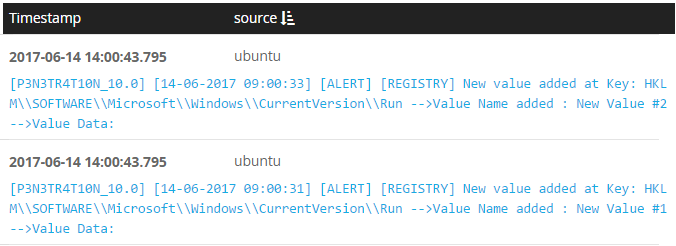 Timestamp source
2017-06-14 14:00:43.795 ubuntu
[P3N3TR4T10N_10.0] [14-06-2017 09:00:33] [ALERT] [REGISTRY] New value added at Key: HKL
M\\SOFTWARE\\Microsoft\\Windows\\CurrentVersion\\Run -->Value Name added : New Value #2
-->Value Data:
2017-06-14 14:00:43.795 ubuntu
[P3N3TR4T10N_10.0] [14-06-2017 09:00:31] [ALERT] [REGISTRY] New value added at Key: HKL
M\\SOFTWARE\\Microsoft\\Windows\\CurrentVersion\\Run -->Value Name added : New Value #1
-->Value Data: